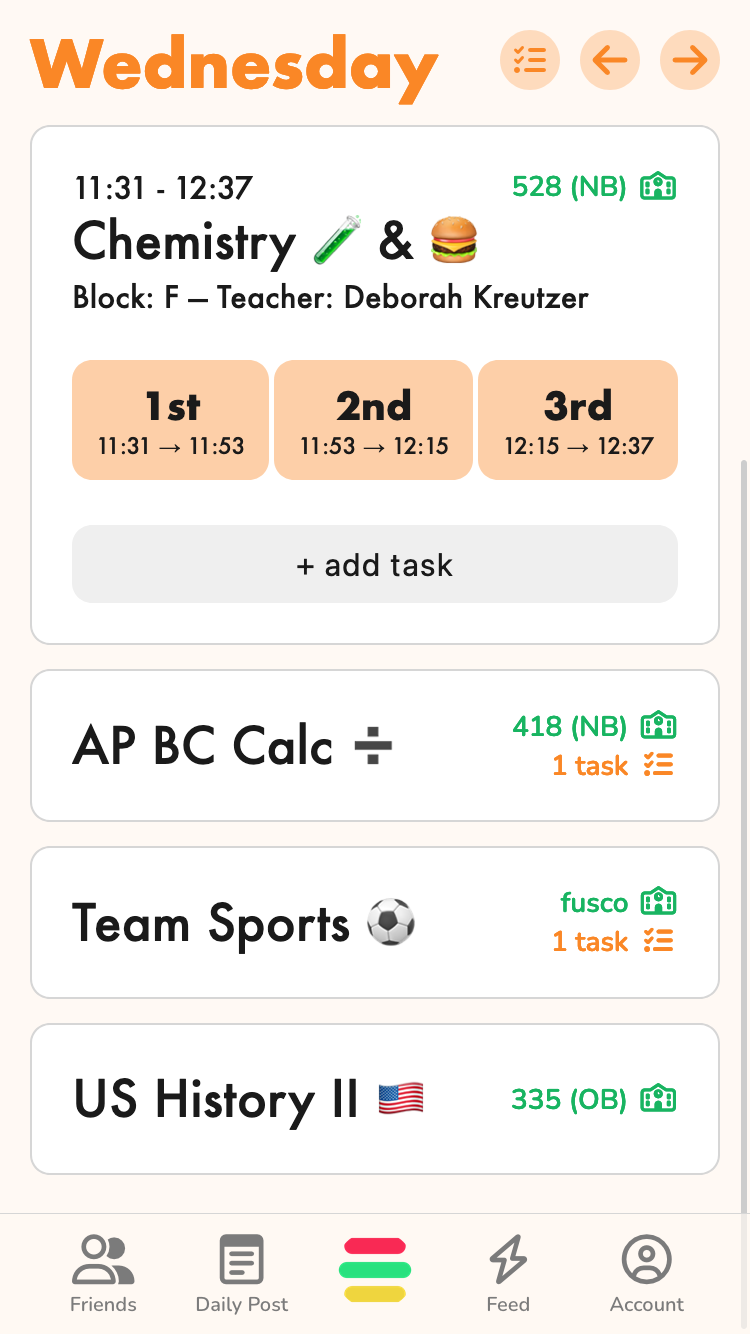 Wednesday
11:31 - 12:37
528 (NB)
Chemistry 🧪 & 🍔
Block: F — Teacher: Deborah Kreutzer
1st
11:31 → 11:53
2nd
11:53 → 12:15
3rd
12:15 → 12:37
+ add task
AP BC Calc ➗
418 (NB)
1 task
Team Sports ⚽
fusco
1 task
US History II 🇺🇸
335 (OB)
Friends
Daily Post
Feed
Account